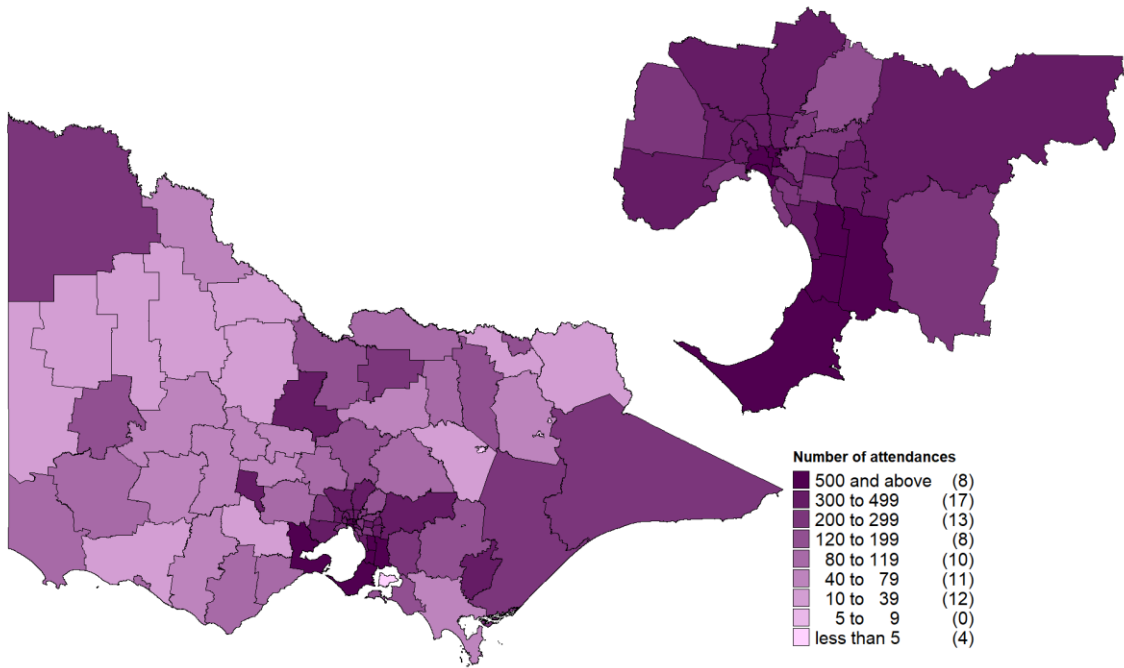 Number of attendances
500 and above (8)
300 to 499 (17)
200 to 299 (13)
120 to 199 (8)
80 to 119 (10)
40 to 79 (11)
10 to 39 (12)
5 to 9 (0)
less than 5 (4)